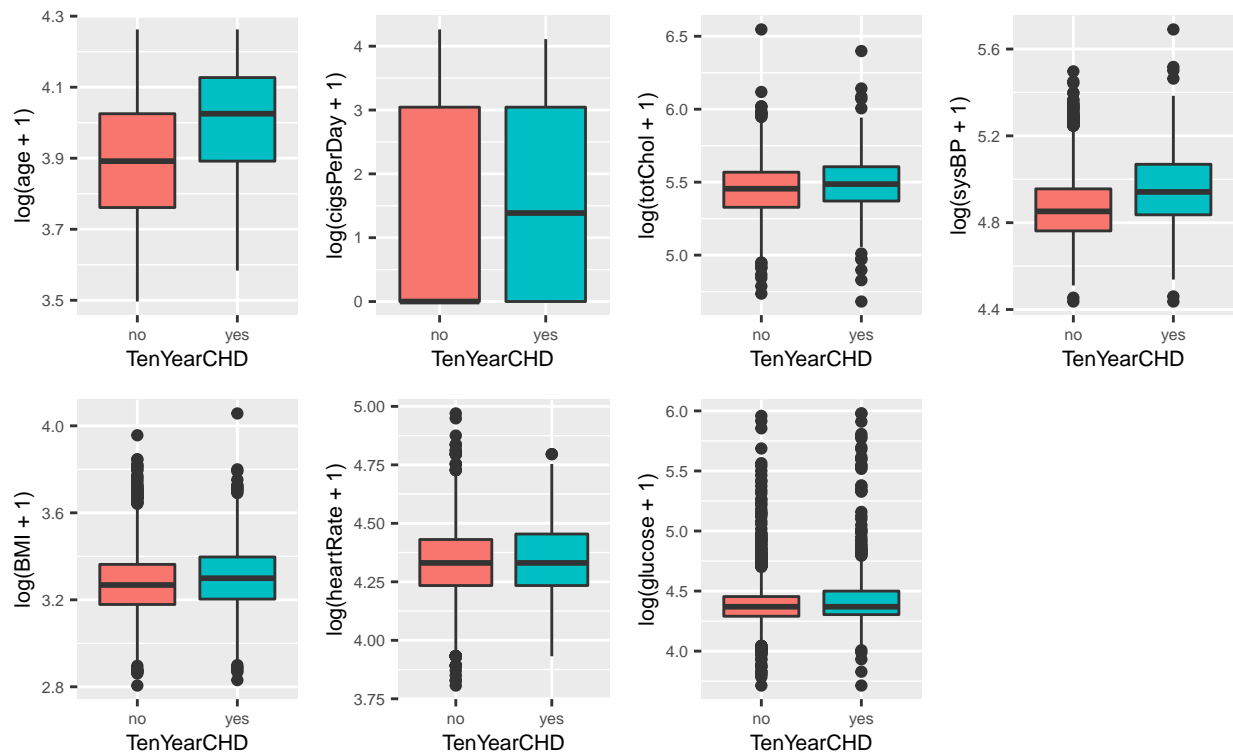 log(age + 1)
4.3
4.1
3.9
3.7
3.5
no yes
TenYearCHD
log(cigsPerDay + 1)
4
3
2
1
0
no yes
TenYearCHD
log(totChol + 1)
6.5
6.0
5.5
5.0
no yes
TenYearCHD
log(sysBP + 1)
5.6
5.2
4.8
4.4
no yes
TenYearCHD
log(BMI + 1)
4.0
3.6
3.2
2.8
no yes
TenYearCHD
log(heartRate + 1)
5.00
4.75
4.50
4.25
4.00
3.75
no yes
TenYearCHD
log(glucose + 1)
6.0
5.5
5.0
4.5
4.0
no yes
TenYearCHD